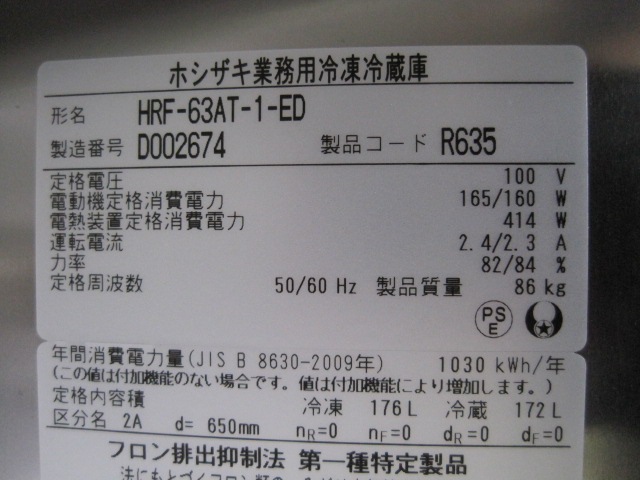 ホシザキ業務用冷凍冷蔵庫
形名 HRF-63AT-1-ED
製造番号 D002674 製品コード R635
定格電圧 100 V
電動機定格消費電力 165/160 W
電熱装置定格消費電力 414 W
運転電流 2.4/2.3 A
力率 82/84 %
定格周波数 50/60 Hz 製品質量 86 kg
PS
E
年間消費電力量(JIS B 8630-2009年) 1030 kWh/年
(この値は付加機能のない場合です。値は付加機能により増加します。)
定格内容積 冷凍 176 L 冷蔵 172 L
区分名 2A d= 650mm nR=0 nF=0 dR=0 dF=0
フロン排出抑制法 第一種特定製品